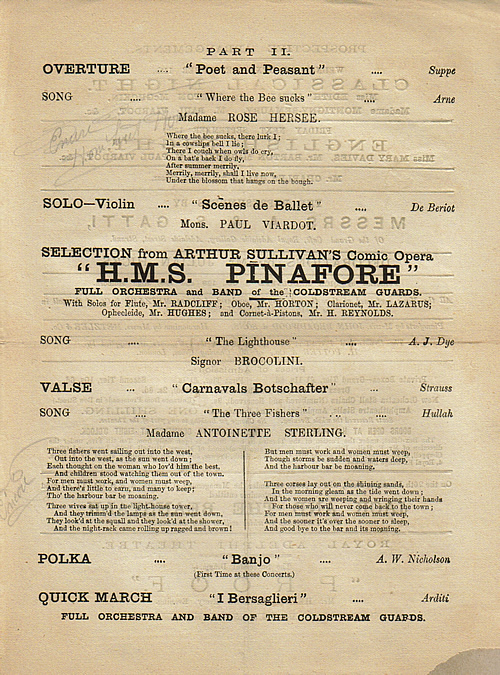 PART II.
OVERTURE .... "Poet and Peasant" .... Suppe
SONG .... "Where the Bee sucks" .... Arne
Madame ROSE HERSEE.
Where the bee sucks, there lurk I;
In a cowslips bell I lie;
There I couch when owls do cry,
On a bat's back I do fly,
After summer merrily.
Merrily, merrily, shall I live now,
Under the blossom that hangs on the bough.
SOLO—Violin .... "Scènes de Ballet" .... De Beriot
Mons. PAUL VIARDOT.
SELECTION from ARTHUR SULLIVAN'S Comic Opera
"H.M.S. PINAFORE"
FULL ORCHESTRA and BAND of the COLDSTREAM GUARDS.
With Solos for Flute, Mr. RADCLIFF; Oboe, Mr. HORTON; Clarionet, Mr. LAZARUS;
Opheceleide, Mr. HUGHES; and Cornet-à-Pistons, Mr. H. REYNOLDS.
SONG .... "The Lighthouse" .... A. J. Dye
Signor BROCOLINI.
VALSE .... "Carnavals Botschafter" ... Strauss
SONG .... "The Three Fishers" ... Hullah
Madame ANTOINETTE STERLING.
Three fishers went sailing out into the west,
Out into the west, as the sun went down;
Each thought on the woman who lov'd him the best.
And children stood watching them out of the town.
For men must work, and women must weep,
And there's little to earn, and many to keep;
Tho' the harbour bar be moaning.
Three wives sat up in the light-house tower,
And they trimm'd the lamps as the sun went down,
They look'd at the squall and they look'd at the shower,
And the night-rack came rolling up ragged and brown!
But men must work and women must weep,
Though storms be sudden and waters deep,
And the harbour bar be moaning.
Three corses lay out on the shining sands,
In the morning gleam as the tide went down;
And the women are weeping and wringing their hands
For those who will never come back to the town;
For men must work and women must weep,
And the sooner it's over the sooner to sleep,
And good bye to the bar and its moaning.
POLKA .... "Banjo" .... A. W. Nicholson
(First Time at these Concerts.)
QUICK MARCH .... "I Bersaglieri" .... Arditi
FULL ORCHESTRA AND BAND OF THE COLDSTREAM GUARDS.